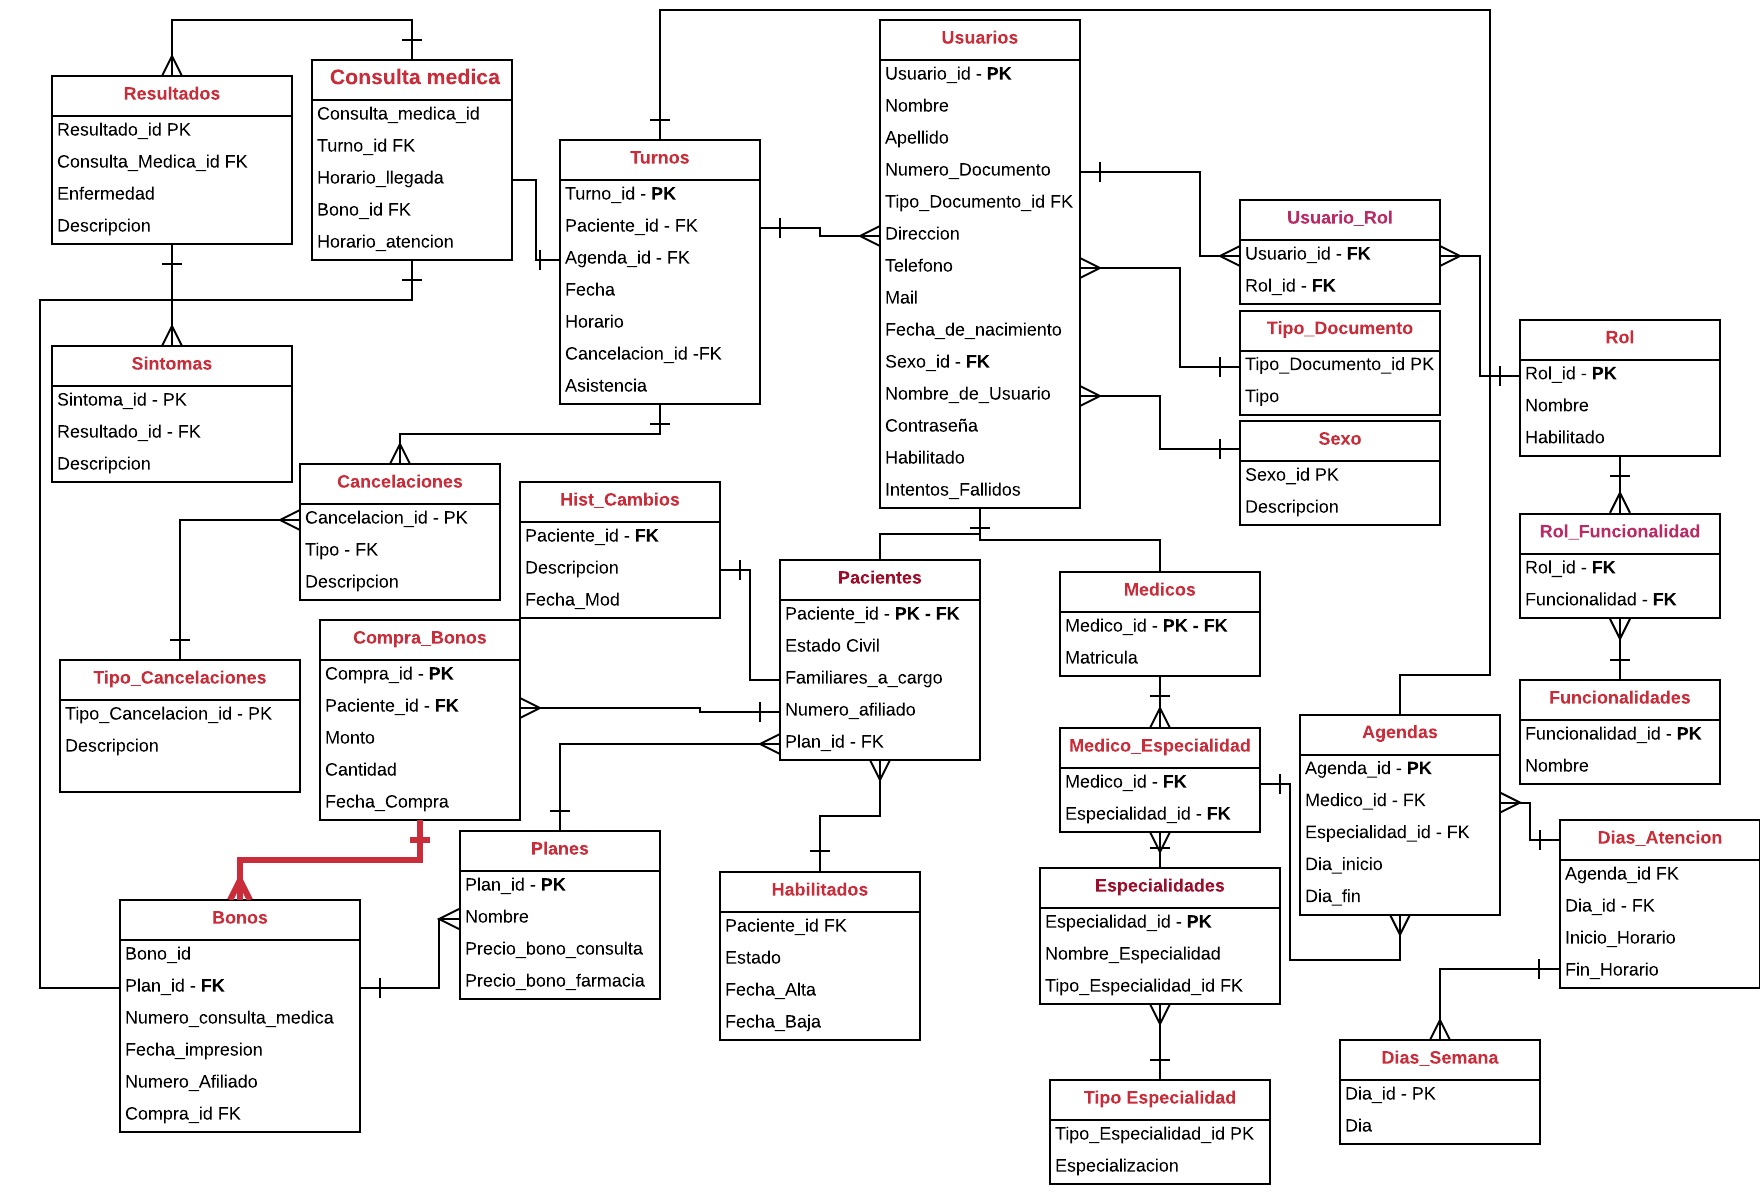 Resultados
Resultado_id PK
Consulta_Medica_id FK
Enfermedad
Descripcion
Consulta medica
Consulta_medica_id
Turno_id FK
Horario_llegada
Bono_id FK
Horario_atencion
Turnos
Turno_id - PK
Paciente_id - FK
Agenda_id - FK
Fecha
Horario
Cancelacion_id -FK
Asistencia
Usuarios
Usuario_id - PK
Nombre
Apellido
Numero_Documento
Tipo_Documento_id FK
Direccion
Telefono
Mail
Fecha_de_nacimiento
Sexo_id - FK
Nombre_de_Usuario
Contraseña
Habilitado
Intentos_Fallidos
Usuario_Rol
Usuario_id - FK
Rol_id - FK
Tipo_Documento
Tipo_Documento_id PK
Tipo
Sexo
Sexo_id PK
Descripcion
Rol
Rol_id - PK
Nombre
Habilitado
Sintomas
Sintoma_id - PK
Resultado_id - FK
Descripcion
Cancelaciones
Cancelacion_id - PK
Tipo - FK
Descripcion
Hist_Cambios
Paciente_id - FK
Descripcion
Fecha_Mod
Pacientes
Paciente_id - PK - FK
Estado Civil
Familiares_a_cargo
Numero_afiliado
Plan_id - FK
Medicos
Medico_id - PK - FK
Matricula
Rol_Funcionalidad
Rol_id - FK
Funcionalidad - FK
Tipo_Cancelaciones
Tipo_Cancelacion_id - PK
Descripcion
Compra_Bonos
Compra_id - PK
Paciente_id - FK
Monto
Cantidad
Fecha_Compra
Medico_Especialidad
Medico_id - FK
Especialidad_id - FK
Agendas
Agenda_id - PK
Medico_id - FK
Especialidad_id - FK
Dia_inicio
Dia_fin
Funcionalidades
Funcionalidad_id - PK
Nombre
Bonos
Bono_id
Plan_id - FK
Numero_consulta_medica
Fecha_impresion
Numero_Afiliado
Compra_id FK
Planes
Plan_id - PK
Nombre
Precio_bono_consulta
Precio_bono_farmacia
Habilitados
Paciente_id FK
Estado
Fecha_Alta
Fecha_Baja
Especialidades
Especialidad_id - PK
Nombre_Especialidad
Tipo_Especialidad_id FK
Dias_Atencion
Agenda_id FK
Dia_id - FK
Inicio_Horario
Fin_Horario
Tipo Especialidad
Tipo_Especialidad_id PK
Especializacion
Dias_Semana
Dia_id - PK
Dia